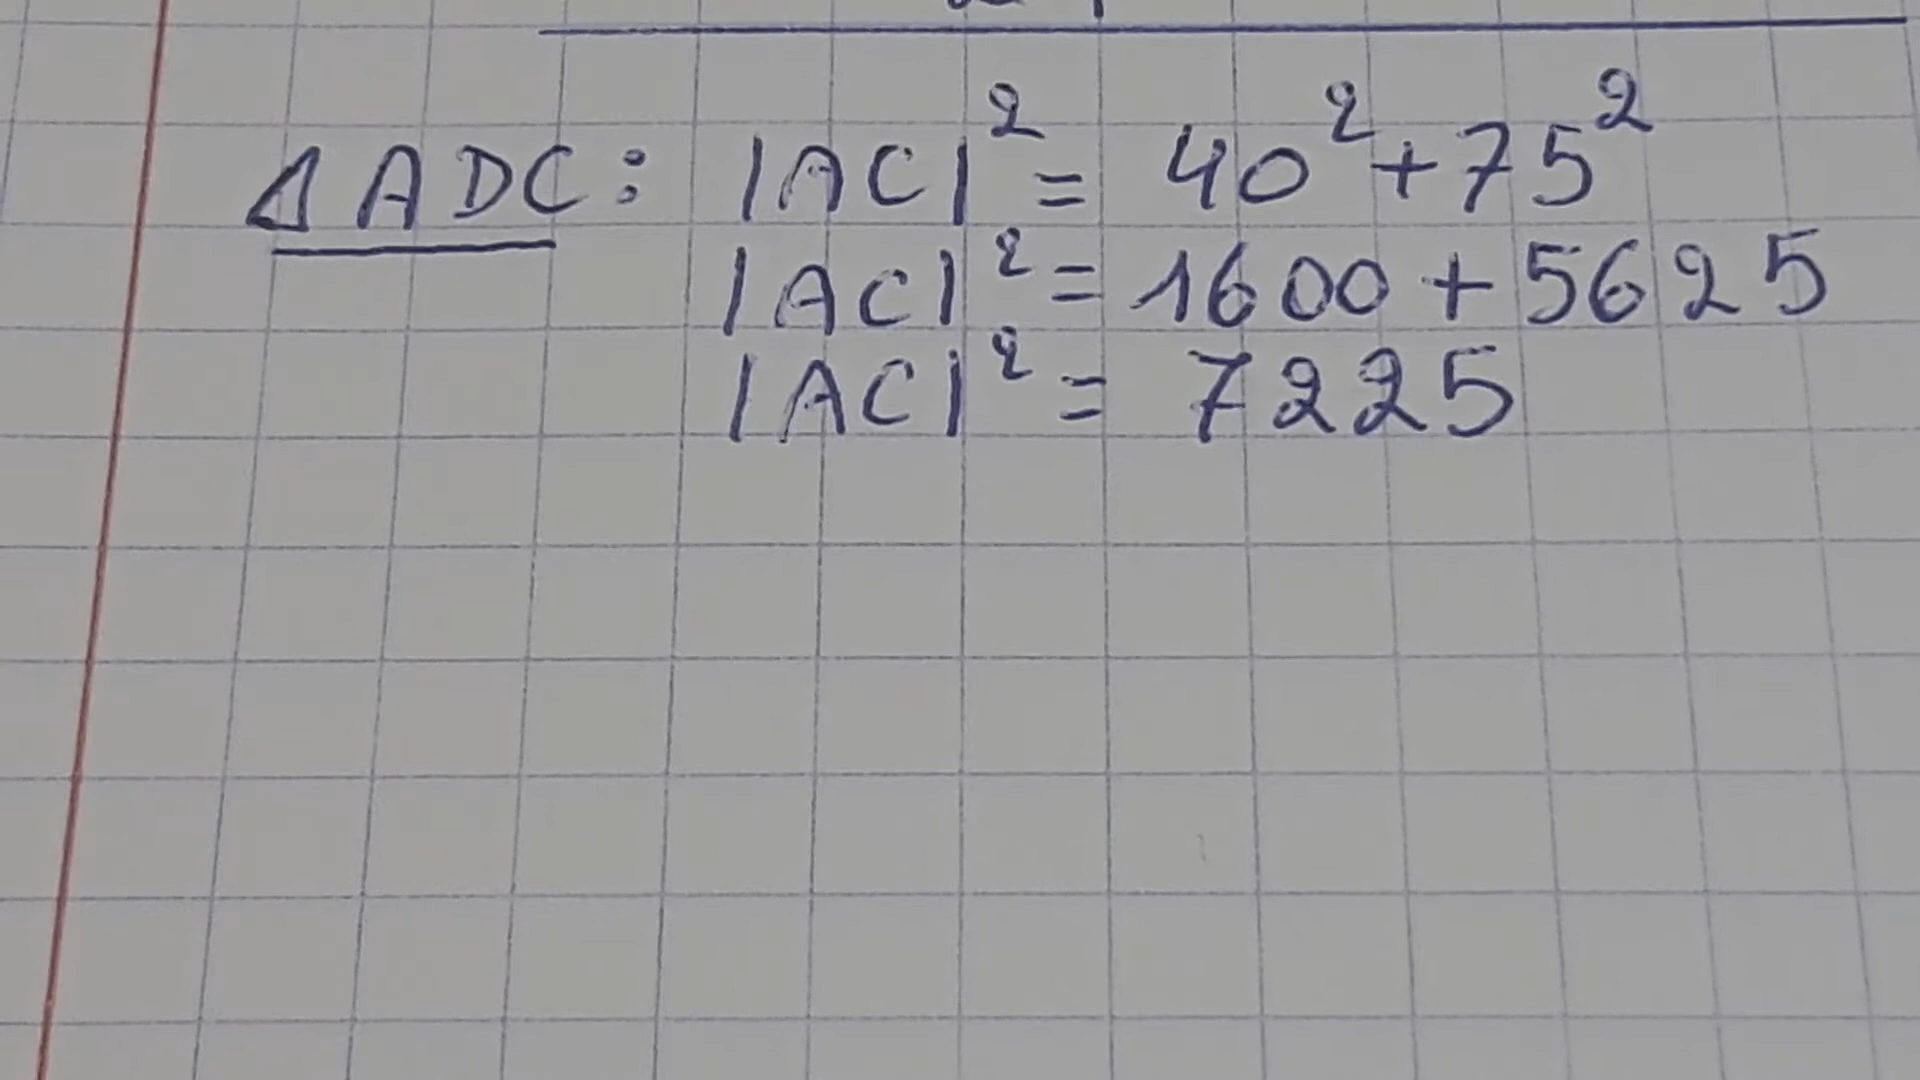 △ADC: |AC|² = 40² + 75²
|AC|² = 1600 + 5625
|AC|² = 7225